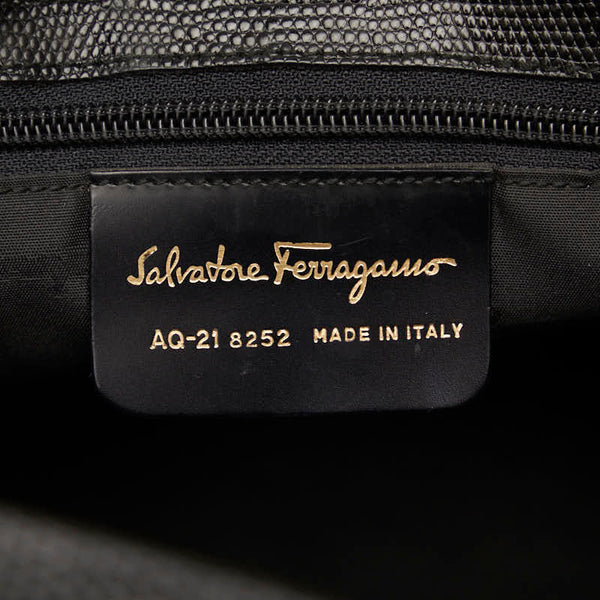 Salvatore Ferragamo
AQ-21 8252 MADE IN ITALY